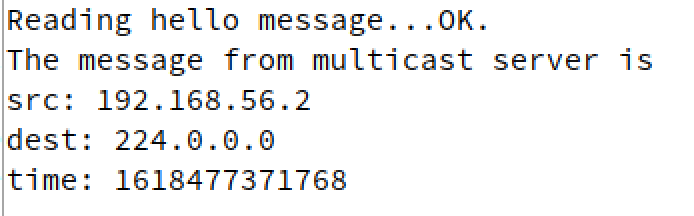 Reading hello message...OK.
The message from multicast server is
src: 192.168.56.2
dest: 224.0.0.0
time: 1618477371768